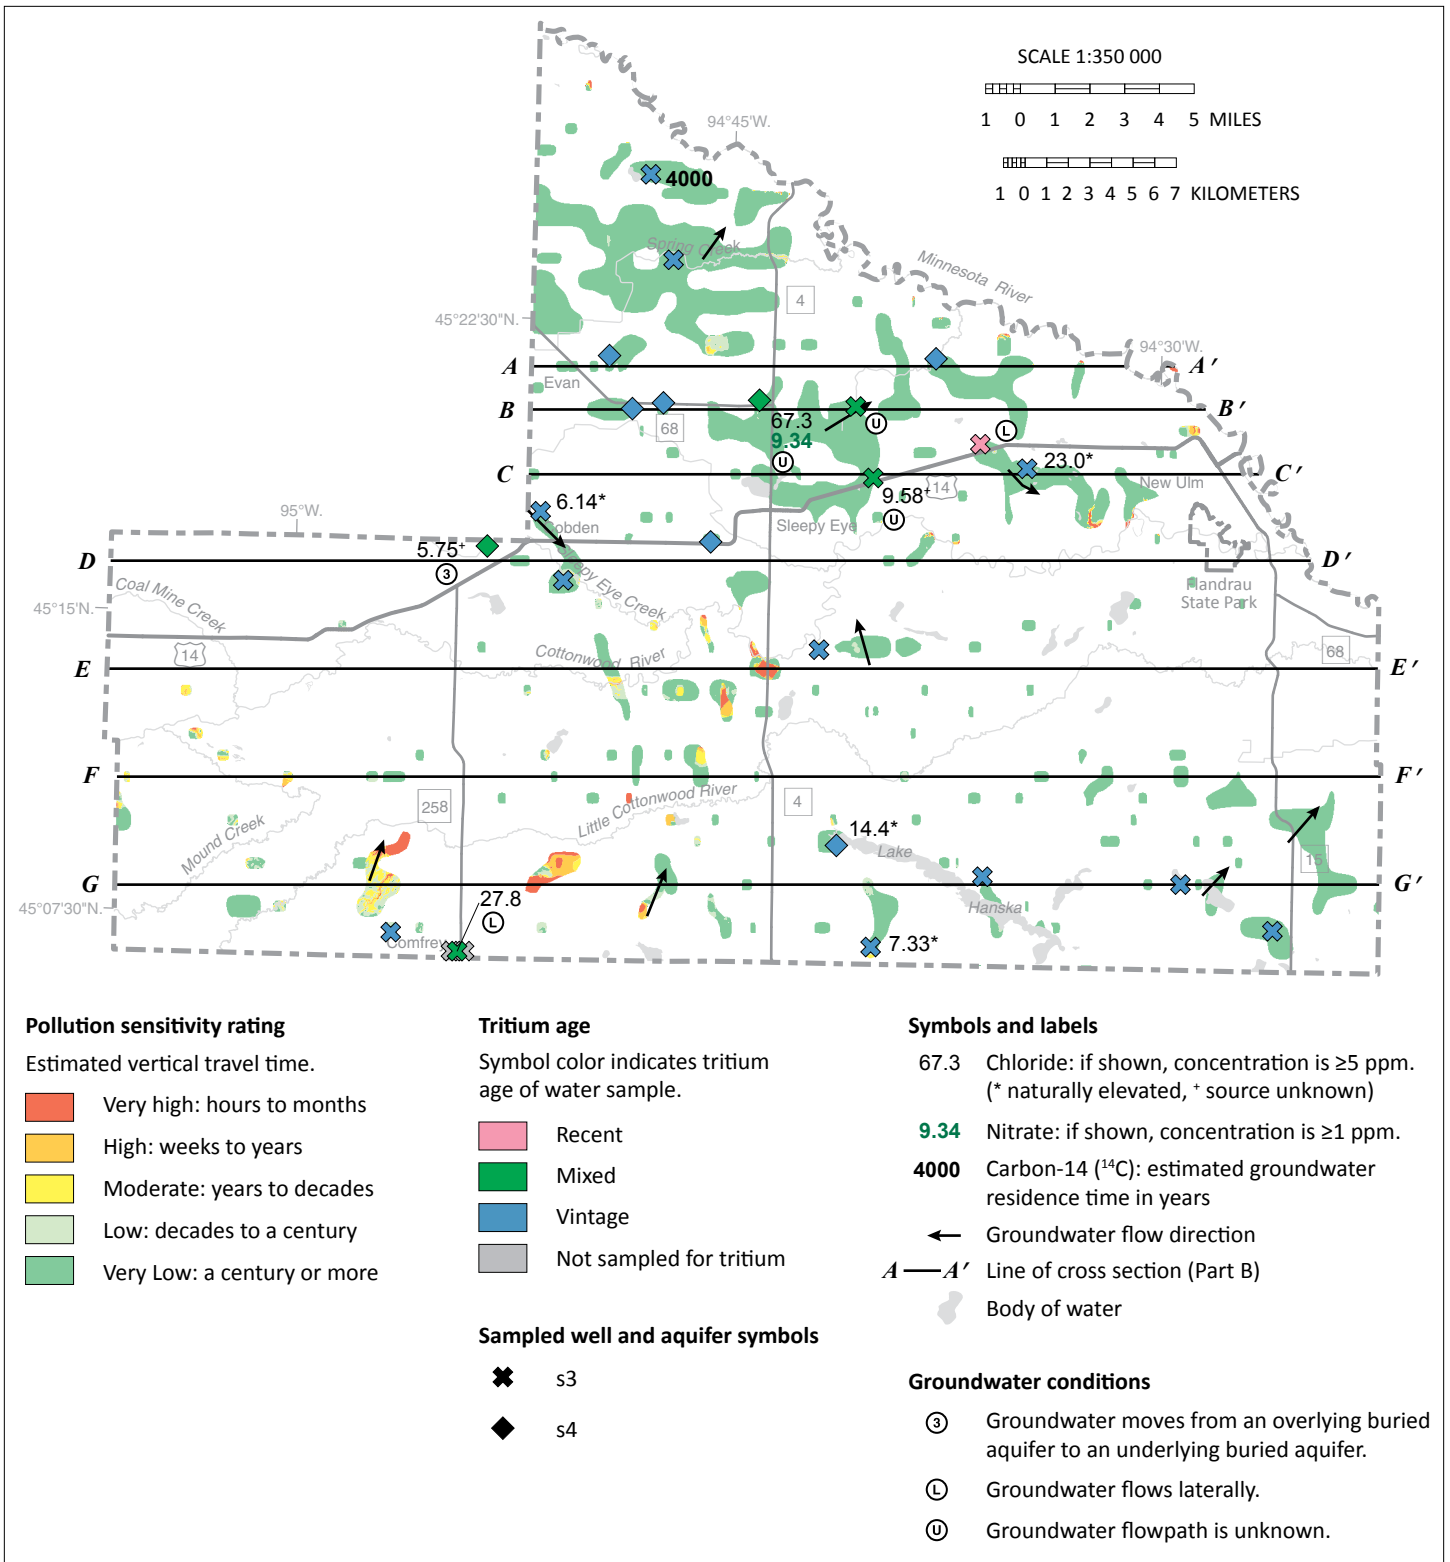 SCALE 1:350 000
1 0 1 2 3 4 5 MILES
1 0 1 2 3 4 5 6 7 KILOMETERS
94°45'W.
4000
Spring Creek
Minnesota River
4
45°22'30"N.
94°30'W.
A
A'
Evan
B
B'
68
67.3
9.34
U
U
L
C
C'
23.0*
14
New Ulm
9.58+
U
Sleepy Eye
6.14*
Cobden
95°W.
5.75+
3
D
D'
Sleepy Eye Creek
Flandrau
State Park
Coal Mine Creek
45°15'N.
14
Cottonwood River
68
E
E'
F
F'
258
Little Cottonwood River
4
Mound Creek
14.4*
Lake
15
G
G'
45°07'30"N.
27.8
L
Hanska
Comfrey
7.33*
Pollution sensitivity rating
Estimated vertical travel time.
Very high: hours to months
High: weeks to years
Moderate: years to decades
Low: decades to a century
Very Low: a century or more
Tritium age
Symbol color indicates tritium
age of water sample.
Recent
Mixed
Vintage
Not sampled for tritium
Sampled well and aquifer symbols
s3
s4
Symbols and labels
67.3 Chloride: if shown, concentration is ≥5 ppm.
(* naturally elevated, + source unknown)
9.34 Nitrate: if shown, concentration is ≥1 ppm.
4000 Carbon-14 (14C): estimated groundwater
residence time in years
Groundwater flow direction
A — A' Line of cross section (Part B)
Body of water
Groundwater conditions
3 Groundwater moves from an overlying buried
aquifer to an underlying buried aquifer.
L Groundwater flows laterally.
U Groundwater flowpath is unknown.